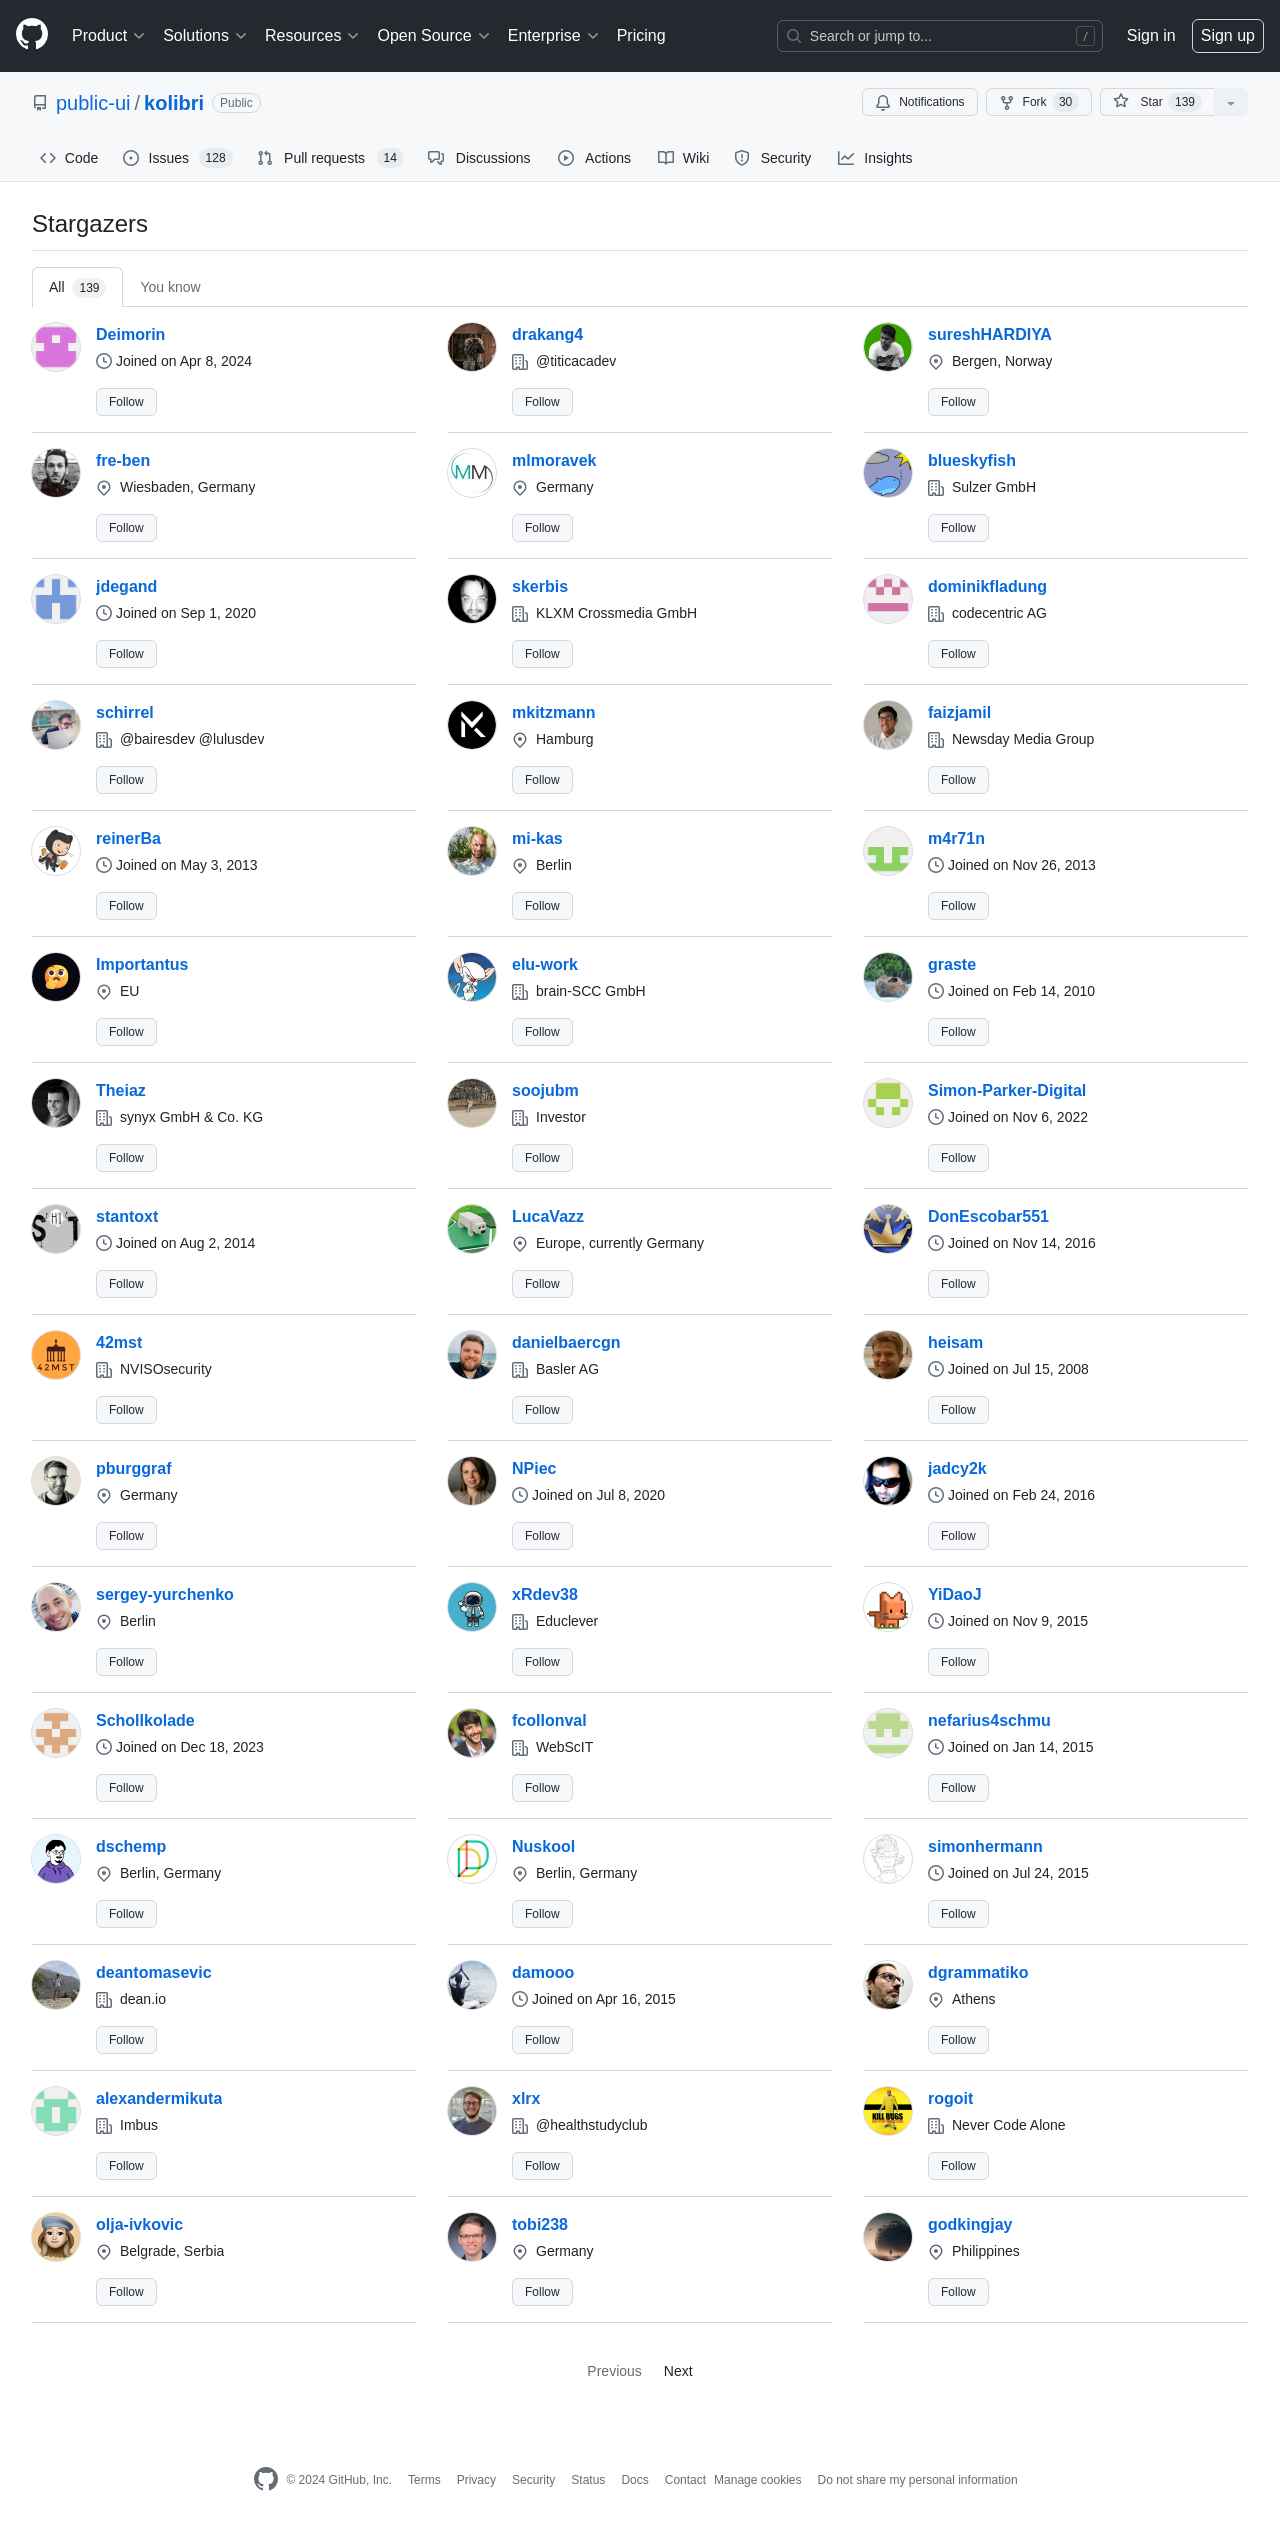 Product Solutions Resources Open Source Enterprise Pricing Search or jump to... / Sign in Sign up
public-ui / kolibri Public Notifications Fork 30 Star 139
Code Issues 128 Pull requests 14 Discussions Actions Wiki Security Insights
Stargazers
All 139 You know
Deimorin drakang4 sureshHARDIYA
Joined on Apr 8, 2024 @titicacadev Bergen, Norway
Follow Follow Follow
fre-ben mlmoravek blueskyfish
Wiesbaden, Germany Germany Sulzer GmbH
Follow Follow Follow
jdegand skerbis dominikfladung
Joined on Sep 1, 2020 KLXM Crossmedia GmbH codecentric AG
Follow Follow Follow
schirrel mkitzmann faizjamil
@bairesdev @lulusdev Hamburg Newsday Media Group
Follow Follow Follow
reinerBa mi-kas m4r71n
Joined on May 3, 2013 Berlin Joined on Nov 26, 2013
Follow Follow Follow
Importantus elu-work graste
EU brain-SCC GmbH Joined on Feb 14, 2010
Follow Follow Follow
Theiaz soojubm Simon-Parker-Digital
synyx GmbH & Co. KG Investor Joined on Nov 6, 2022
Follow Follow Follow
stantoxt LucaVazz DonEscobar551
Joined on Aug 2, 2014 Europe, currently Germany Joined on Nov 14, 2016
Follow Follow Follow
42mst danielbaercgn heisam
42MST NVISOsecurity Basler AG Joined on Jul 15, 2008
Follow Follow Follow
pburggraf NPiec jadcy2k
Germany Joined on Jul 8, 2020 Joined on Feb 24, 2016
Follow Follow Follow
sergey-yurchenko xRdev38 YiDaoJ
Berlin Educlever Joined on Nov 9, 2015
Follow Follow Follow
Schollkolade fcollonval nefarius4schmu
Joined on Dec 18, 2023 WebScIT Joined on Jan 14, 2015
Follow Follow Follow
dschemp Nuskool simonhermann
Berlin, Germany Berlin, Germany Joined on Jul 24, 2015
Follow Follow Follow
deantomasevic damooo dgrammatiko
dean.io Joined on Apr 16, 2015 Athens
Follow Follow Follow
alexandermikuta xlrx rogoit
Imbus @healthstudyclub KILL BUGS Never Code Alone
Follow Follow Follow
olja-ivkovic tobi238 godkingjay
Belgrade, Serbia Germany Philippines
Follow Follow Follow
Previous Next
© 2024 GitHub, Inc. Terms Privacy Security Status Docs Contact Manage cookies Do not share my personal information